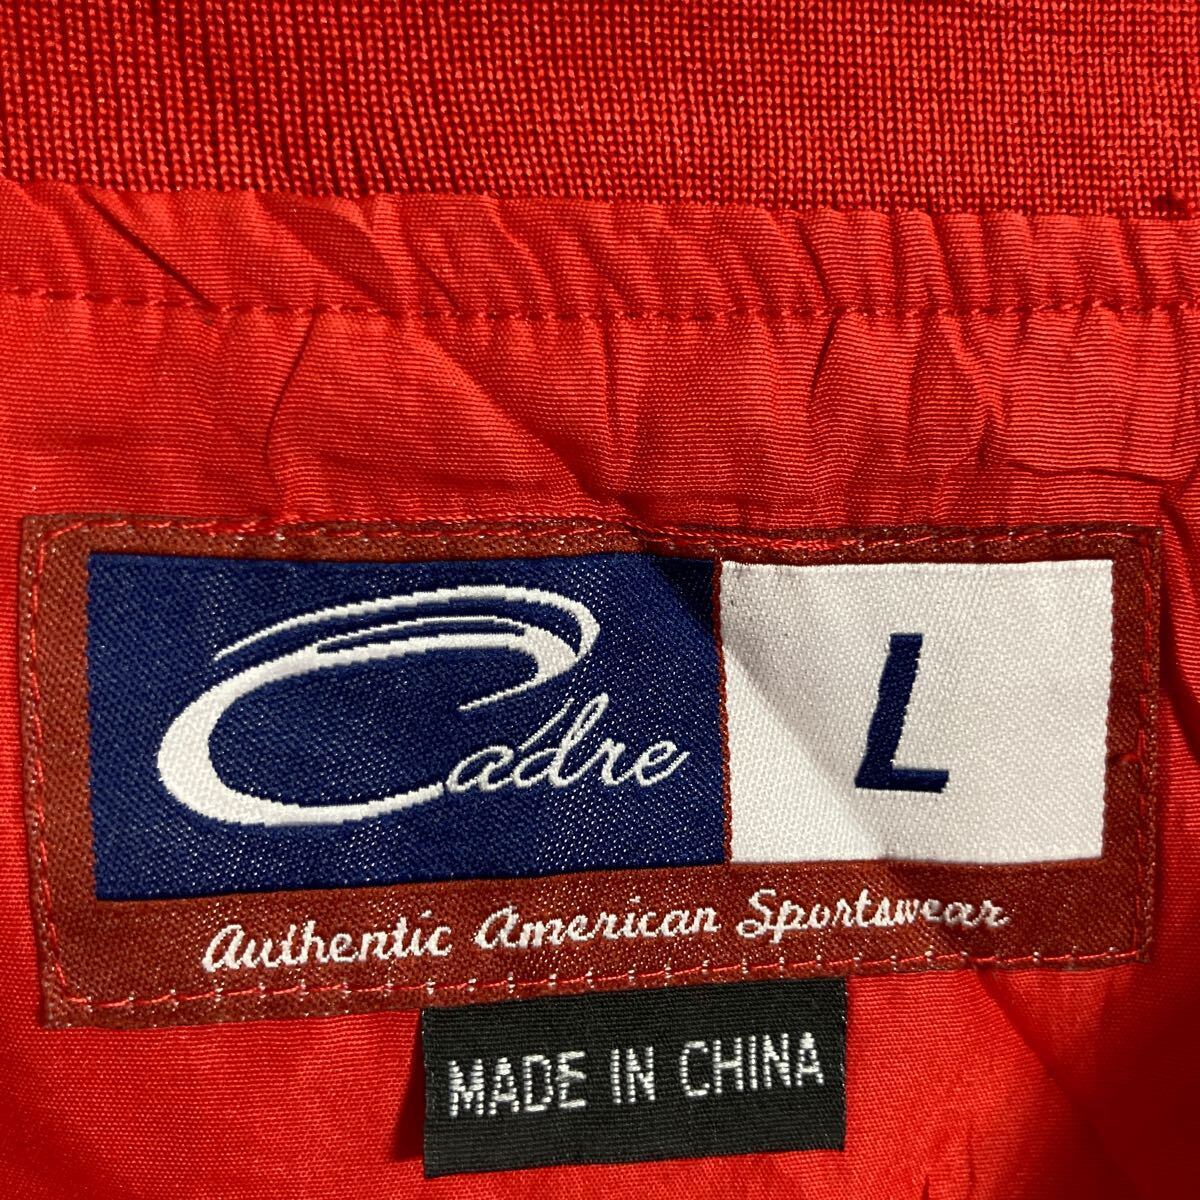 Cadre
L
Authentic American Sportswear
MADE IN CHINA